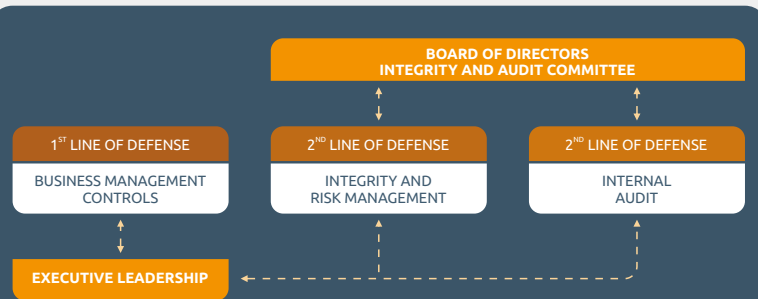 BOARD OF DIRECTORS
INTEGRITY AND AUDIT COMMITTEE
1ST LINE OF DEFENSE
BUSINESS MANAGEMENT
CONTROLS
2ND LINE OF DEFENSE
INTEGRITY AND
RISK MANAGEMENT
2ND LINE OF DEFENSE
INTERNAL
AUDIT
EXECUTIVE LEADERSHIP